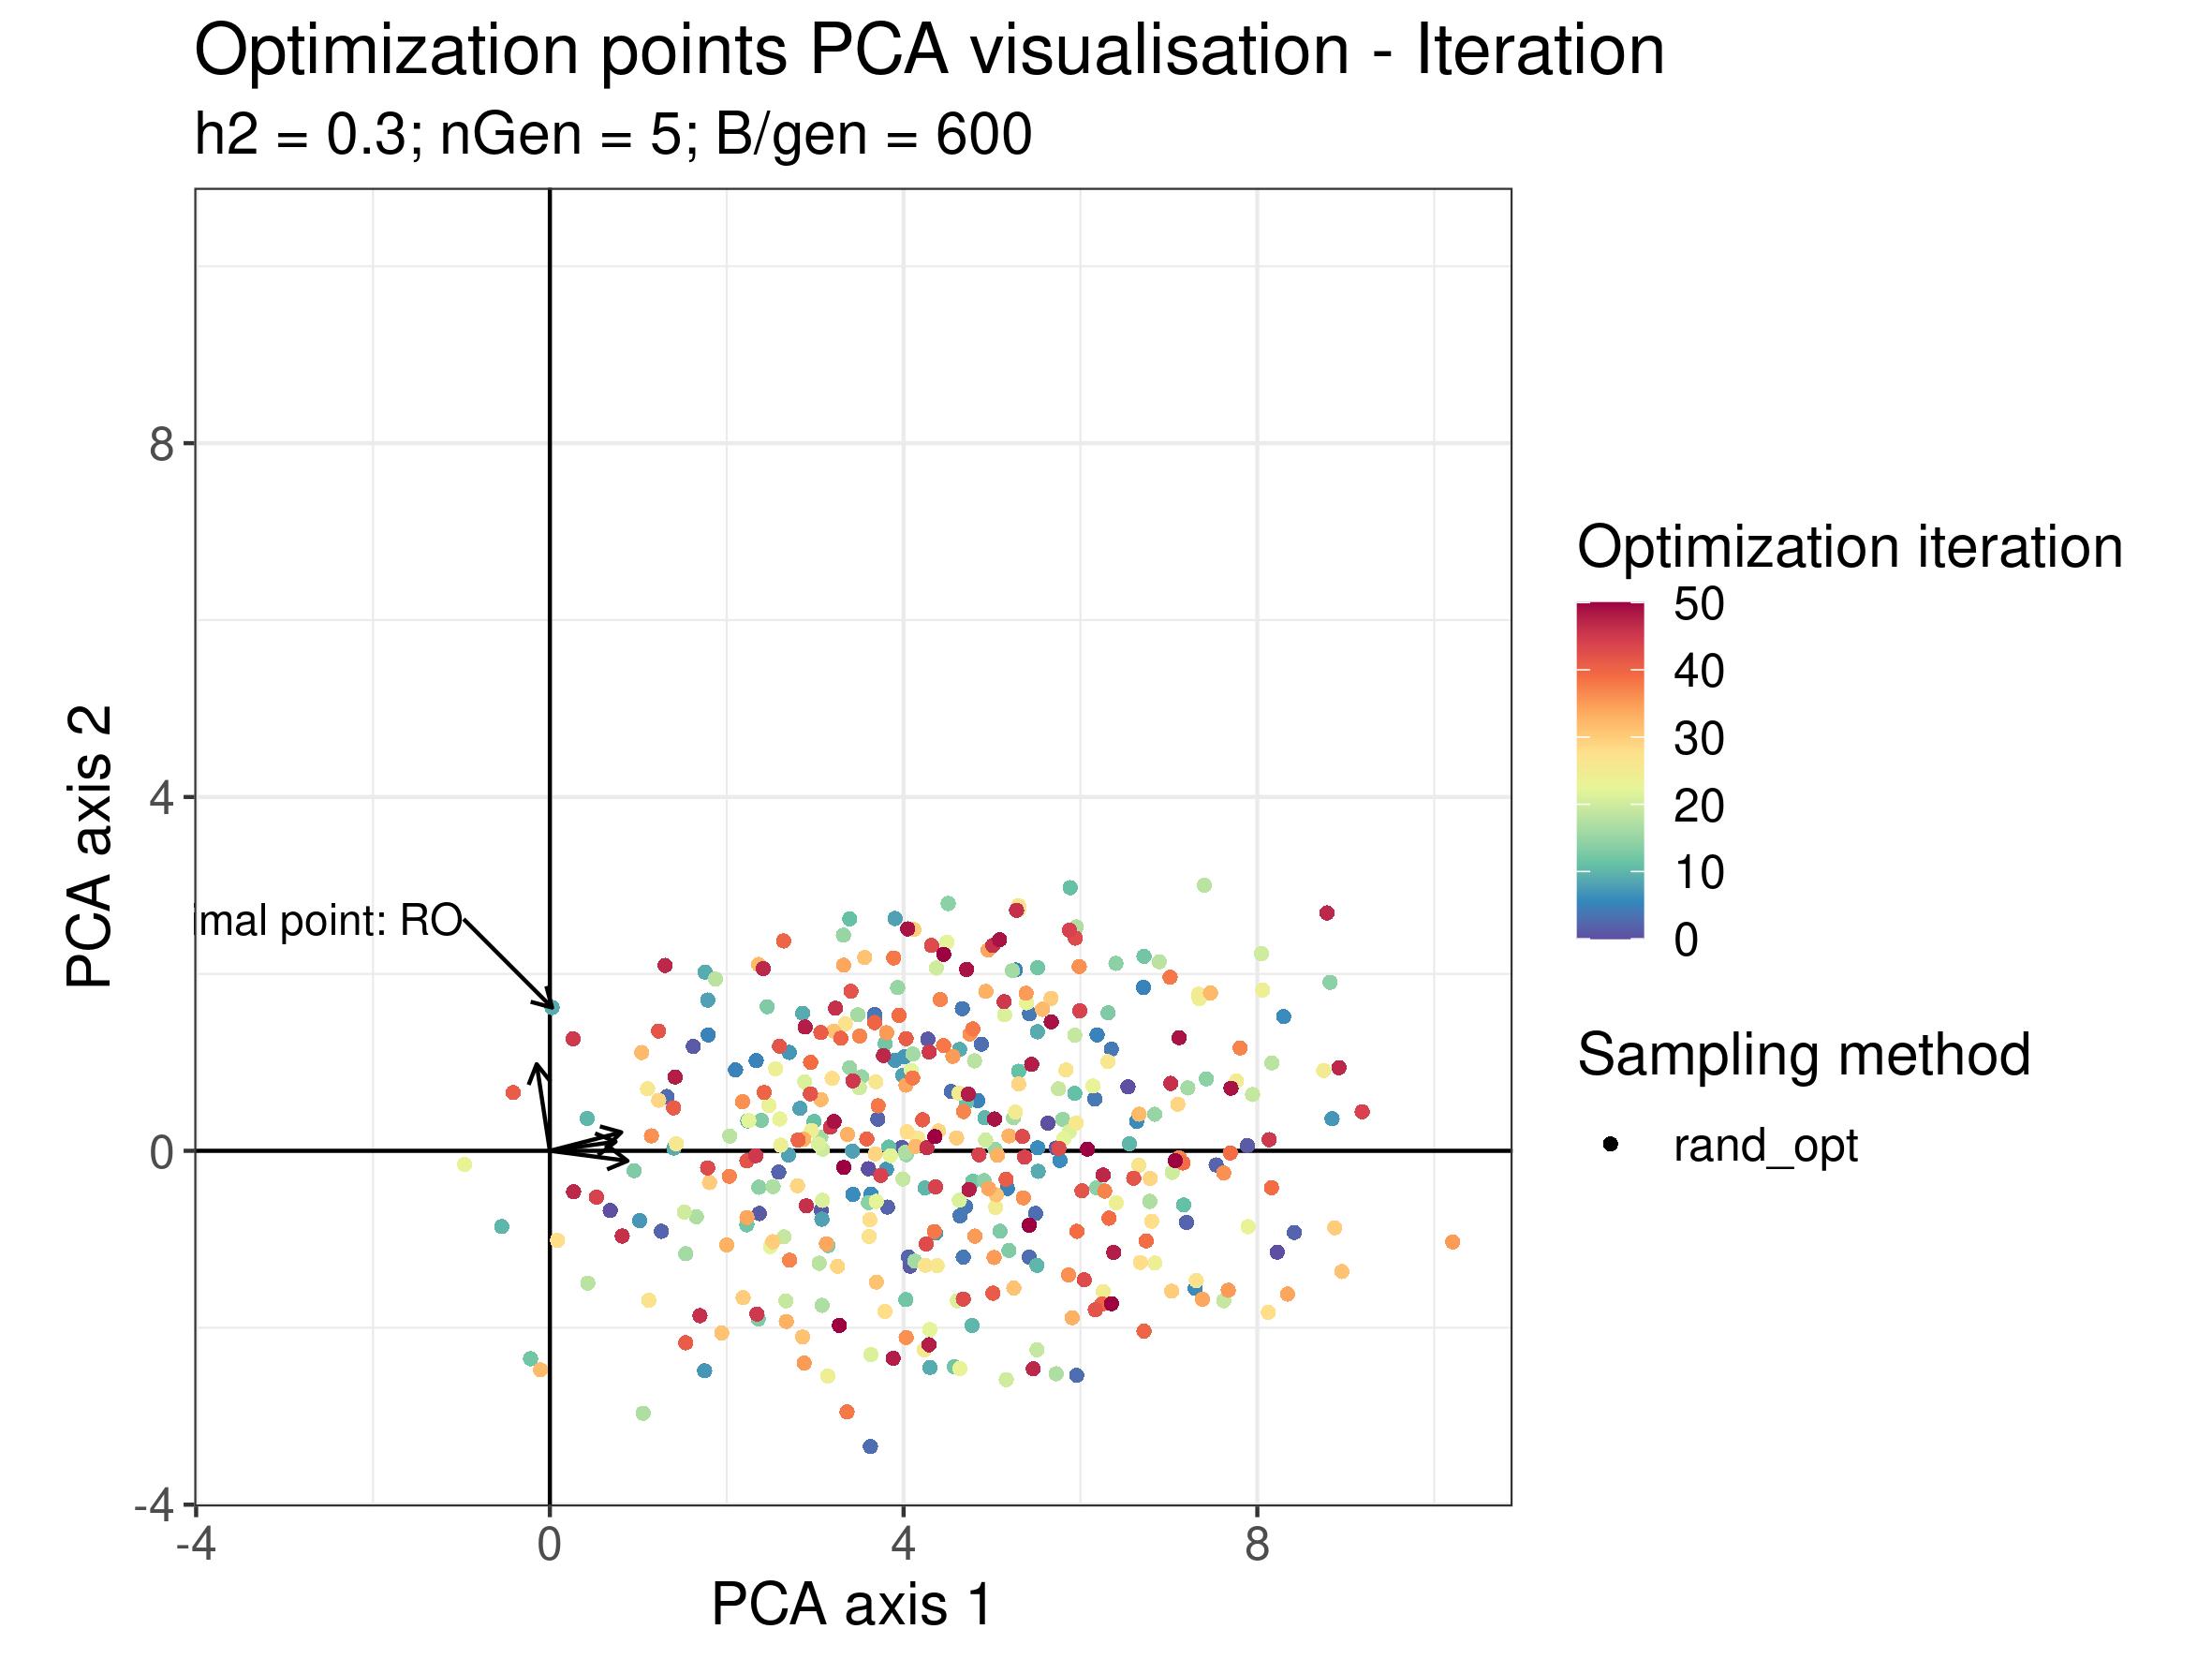 Optimization points PCA visualisation - Iteration
h2 = 0.3; nGen = 5; B/gen = 600
PCA axis 2
8
4
0
-4
imal point: RO
-4
0
4
8
PCA axis 1
Optimization iteration
50
40
30
20
10
0
Sampling method
rand_opt